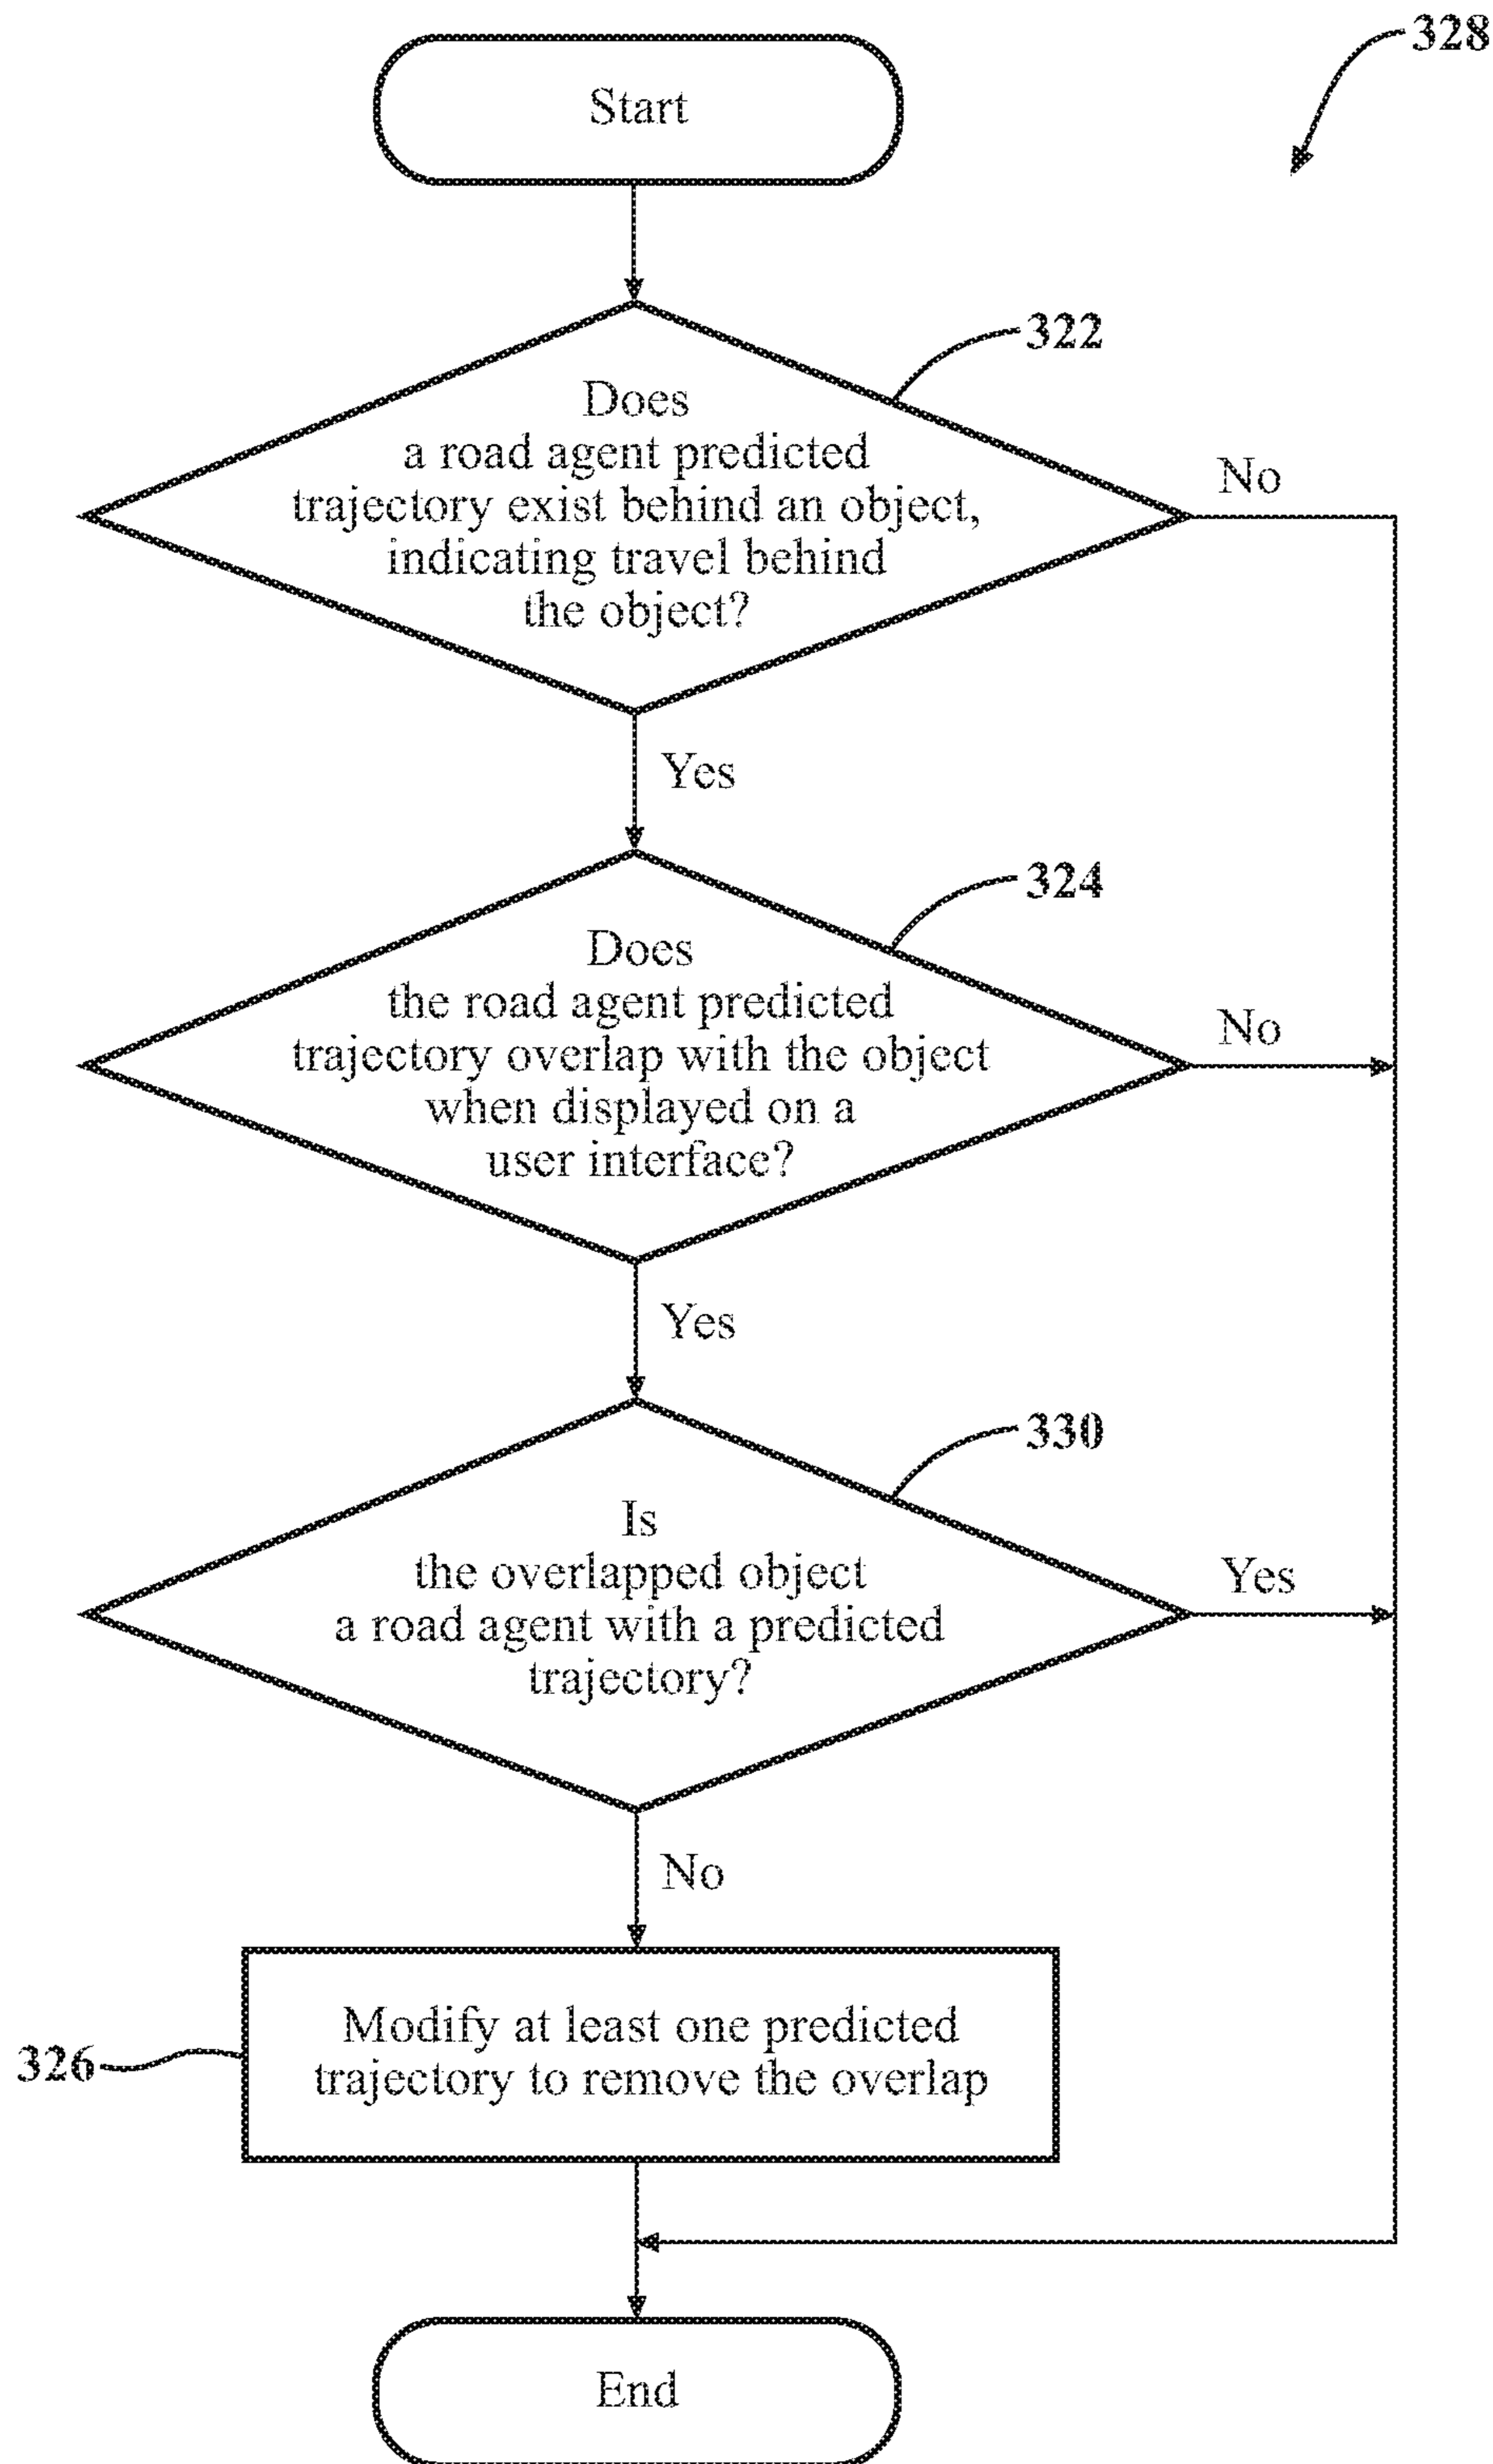 328
Start
322
Does
a road agent predicted
trajectory exist behind an object,
indicating travel behind
the object?
No
Yes
324
Does
the road agent predicted
trajectory overlap with the object
when displayed on a
user interface?
No
Yes
330
Is
the overlapped object
a road agent with a predicted
trajectory?
Yes
No
326
Modify at least one predicted
trajectory to remove the overlap
End